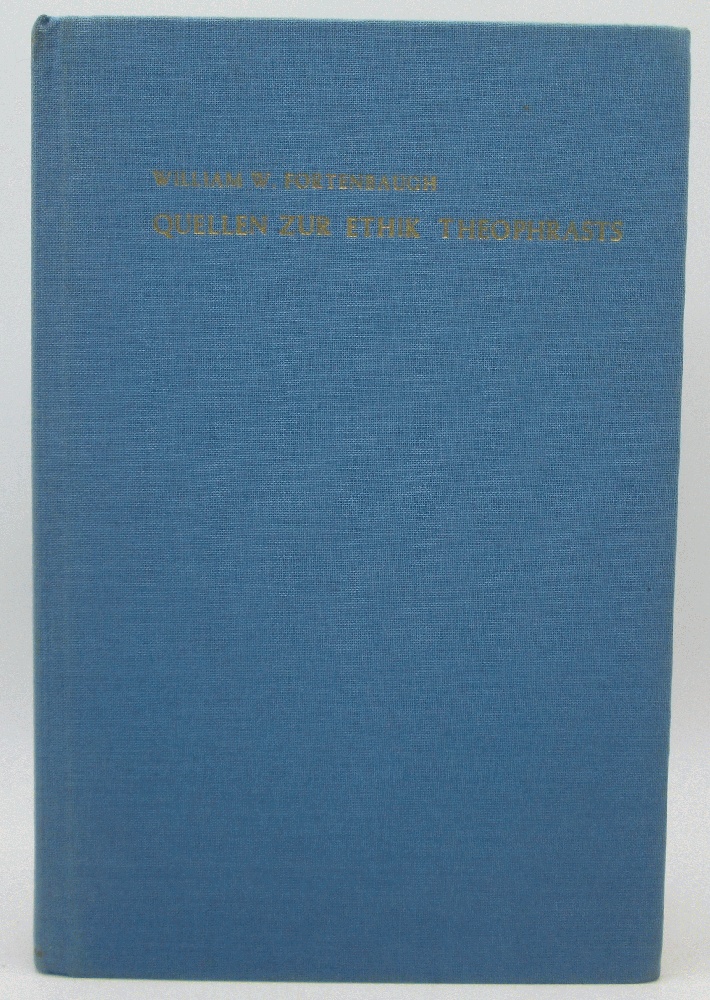 WILLIAM W. FORTENBAUGH
QUELLEN ZUR ETHIK THEOPHRASTS